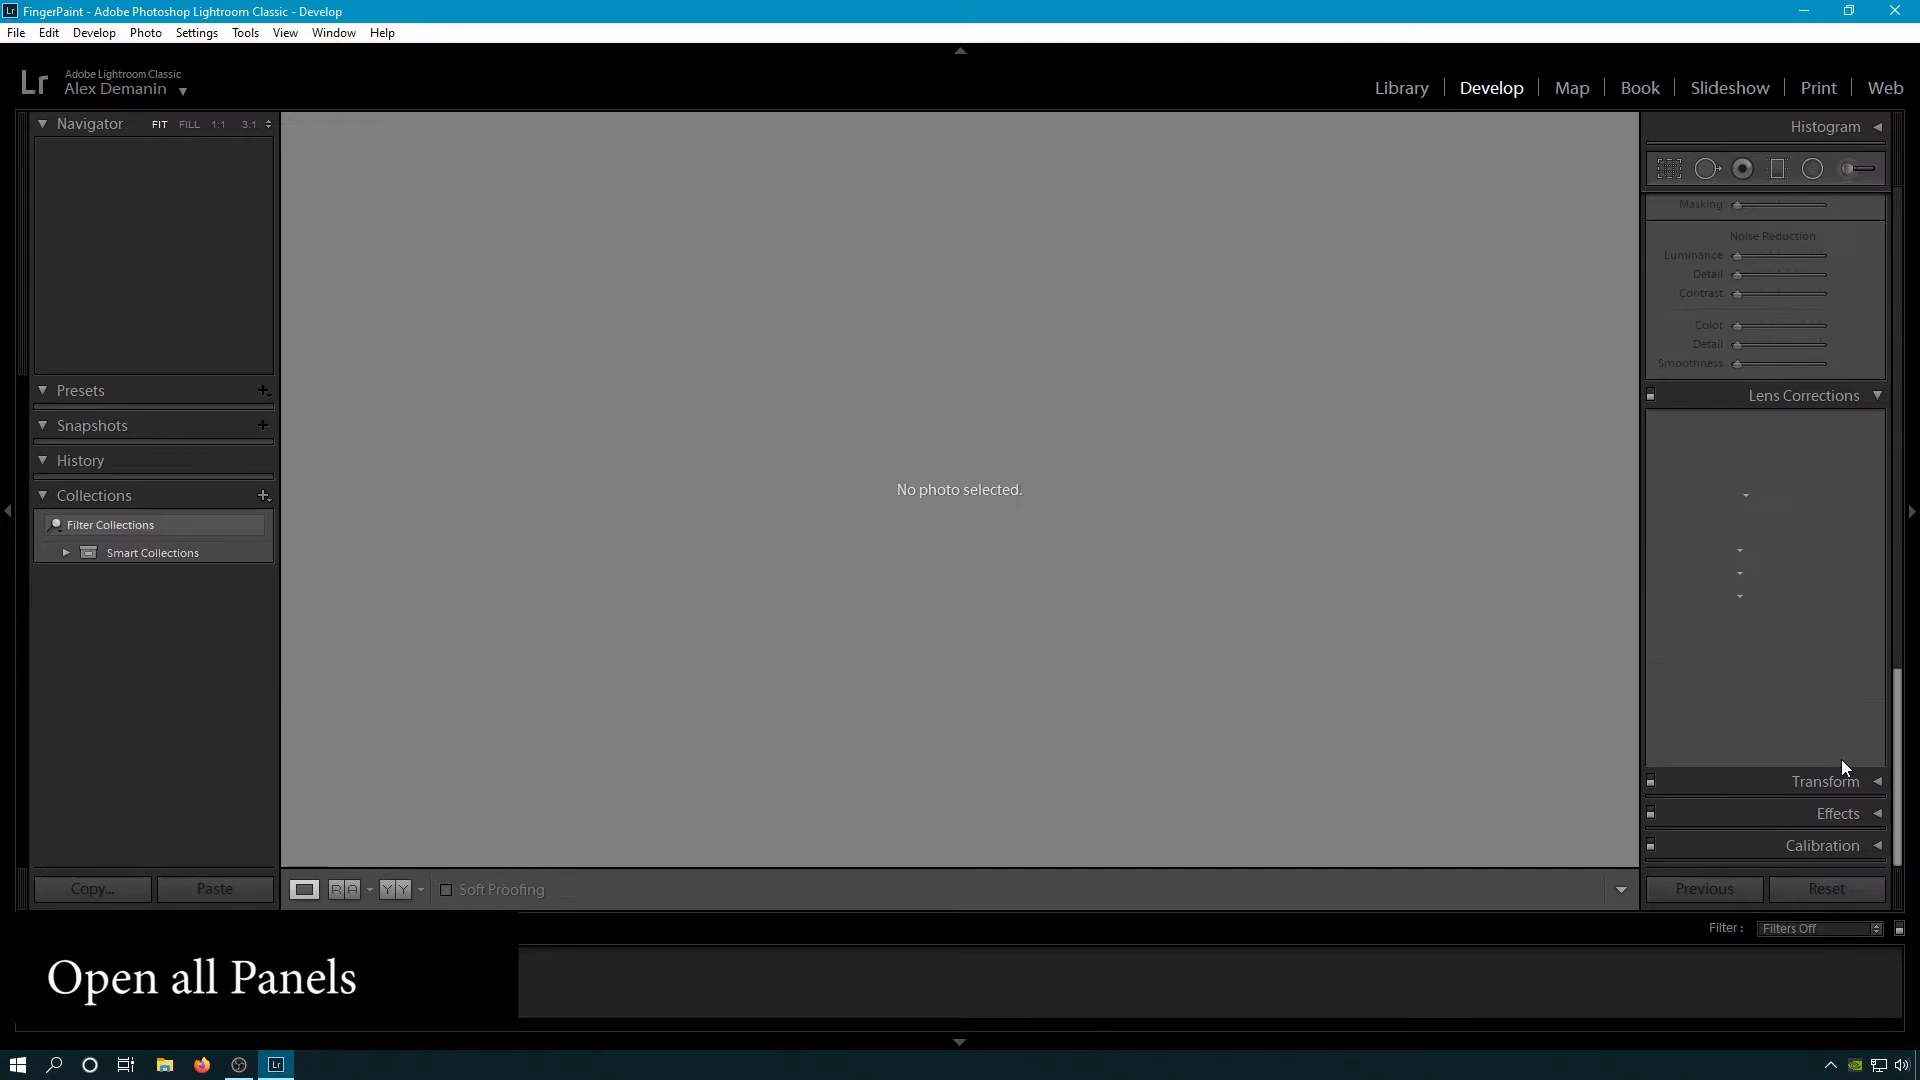 FingerPaint - Adobe Photoshop Lightroom Classic - Develop
File Edit Develop Photo Settings Tools View Window Help
Lr Adobe Lightroom Classic
Alex Demanin
Library Develop Map Book Slideshow Print Web
Navigator FIT FILL 1:1 3:1
Histogram
Masking
Noise Reduction
Luminance
Detail
Contrast
Color
Detail
Smoothness
Presets
Lens Corrections
Snapshots
History
No photo selected.
Collections
Filter Collections
Smart Collections
Transform
Effects
Calibration
Copy... Paste
R A Y Y Soft Proofing
Previous Reset
Filter : Filters Off
Open all Panels
Lr